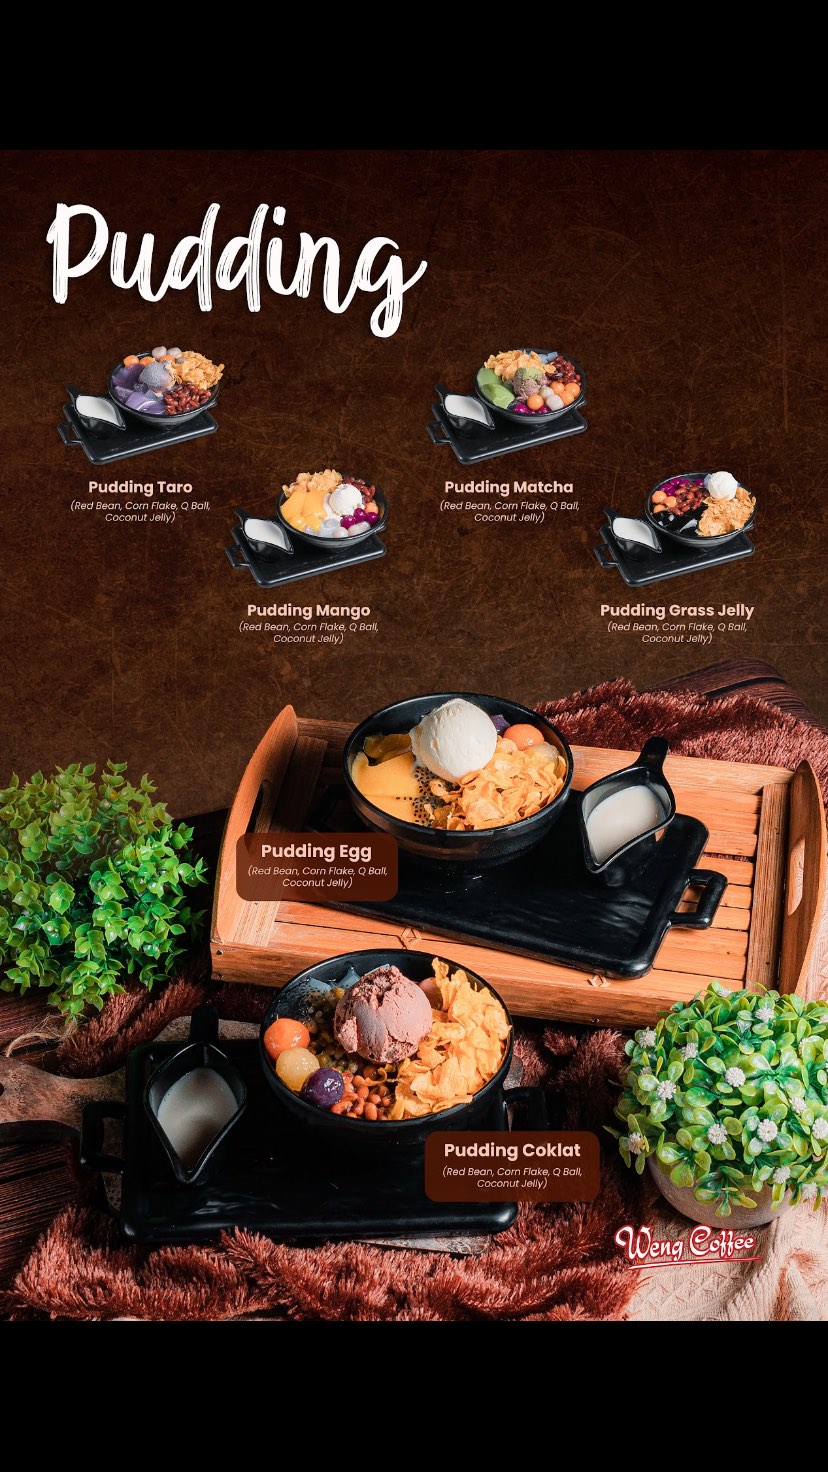 Pudding
Pudding Taro
(Red Bean, Corn Flake, Q Ball,
Coconut Jelly)
Pudding Matcha
(Red Bean, Corn Flake, Q Ball,
Coconut Jelly)
Pudding Mango
(Red Bean, Corn Flake, Q Ball,
Coconut Jelly)
Pudding Grass Jelly
(Red Bean, Corn Flake, Q Ball,
Coconut Jelly)
Pudding Egg
(Red Bean, Corn Flake, Q Ball,
Coconut Jelly)
Pudding Coklat
(Red Bean, Corn Flake, Q Ball,
Coconut Jelly)
Weng Coffee